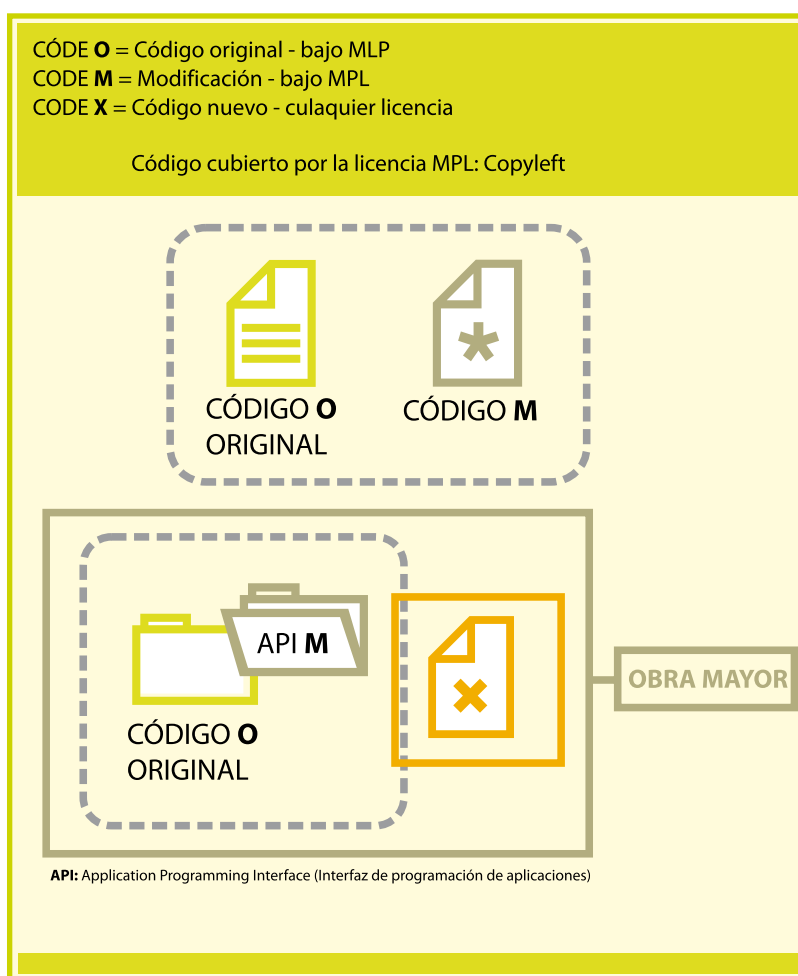 CÓDE O = Código original - bajo MLP
CODE M = Modificación - bajo MPL
CODE X = Código nuevo - culaquier licencia
Código cubierto por la licencia MPL: Copyleft
CÓDIGO O
ORIGINAL
CÓDIGO M
API M
CÓDIGO O
ORIGINAL
OBRA MAYOR
API: Application Programming Interface (Interfaz de programación de aplicaciones)